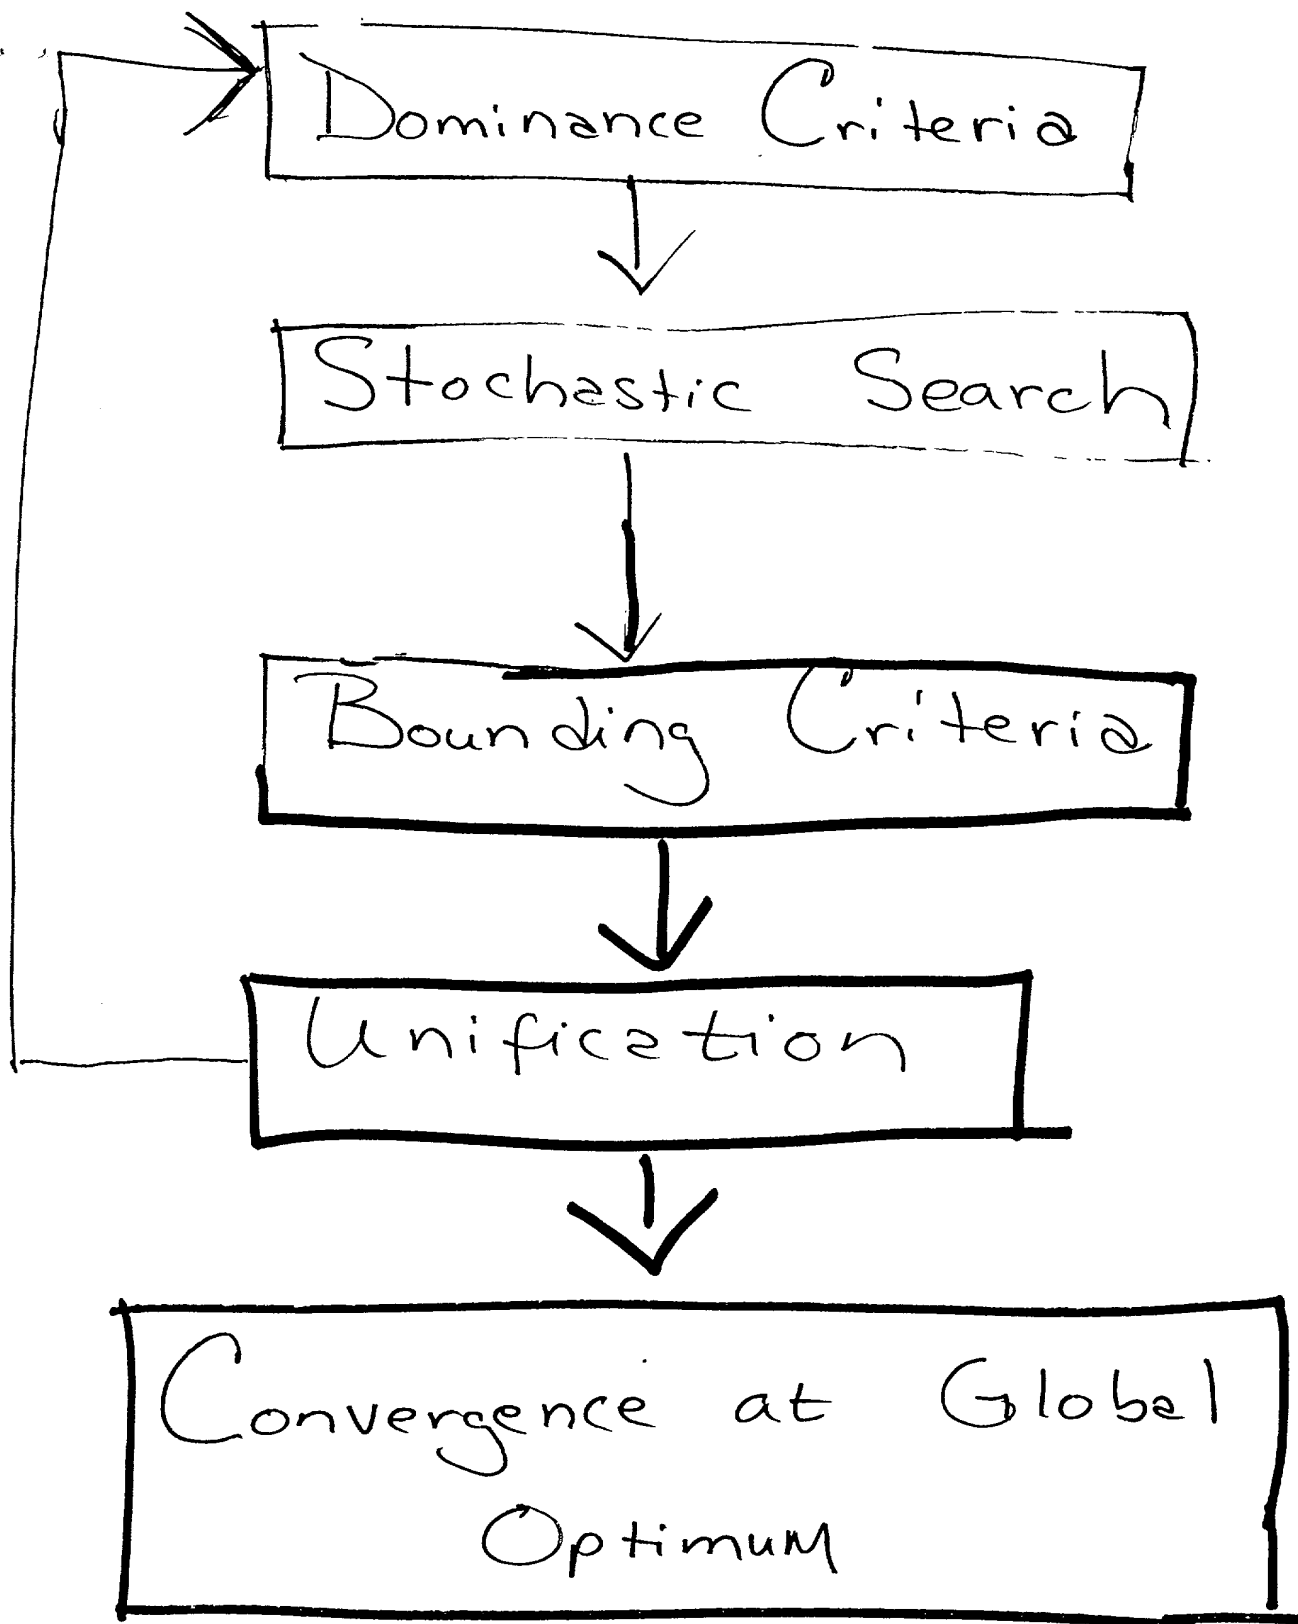 Dominance Criteria
Stochastic Search
Bounding Criteria
Unification
Convergence at Global
Optimum